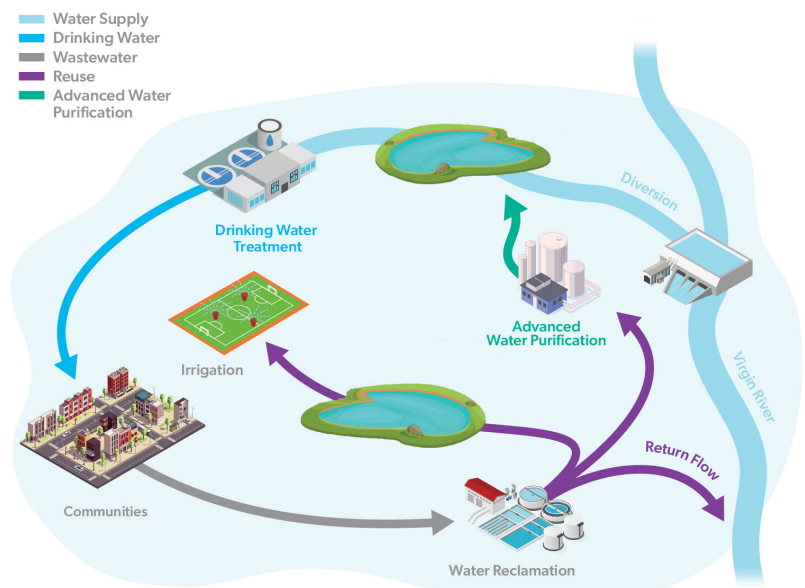 Water Supply
Drinking Water
Wastewater
Reuse
Advanced Water
Purification
Diversion
Drinking Water
Treatment
Advanced
Water Purification
Irrigation
Virgin River
Return Flow
Communities
Water Reclamation